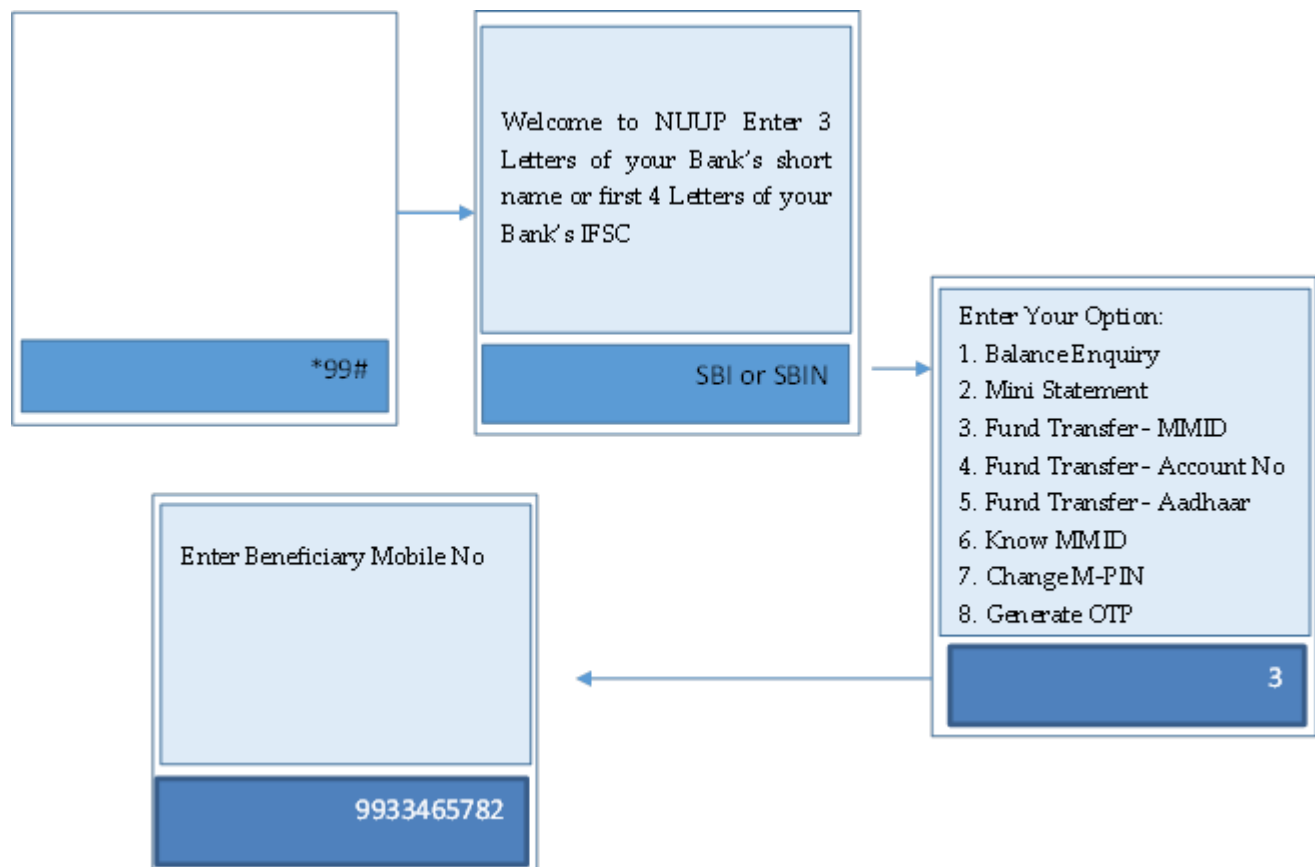 *99#
Welcome to NUUP Enter 3
Letters of your Bank's short
name or first 4 Letters of your
Bank's IFSC
SBI or SBIN
Enter Your Option:
1. Balance Enquiry
2. Mini Statement
3. Fund Transfer - MMID
4. Fund Transfer - Account No
5. Fund Transfer - Aadhaar
6. Know MMID
7. Change M-PIN
8. Generate OTP
3
Enter Beneficiary Mobile No
9933465782